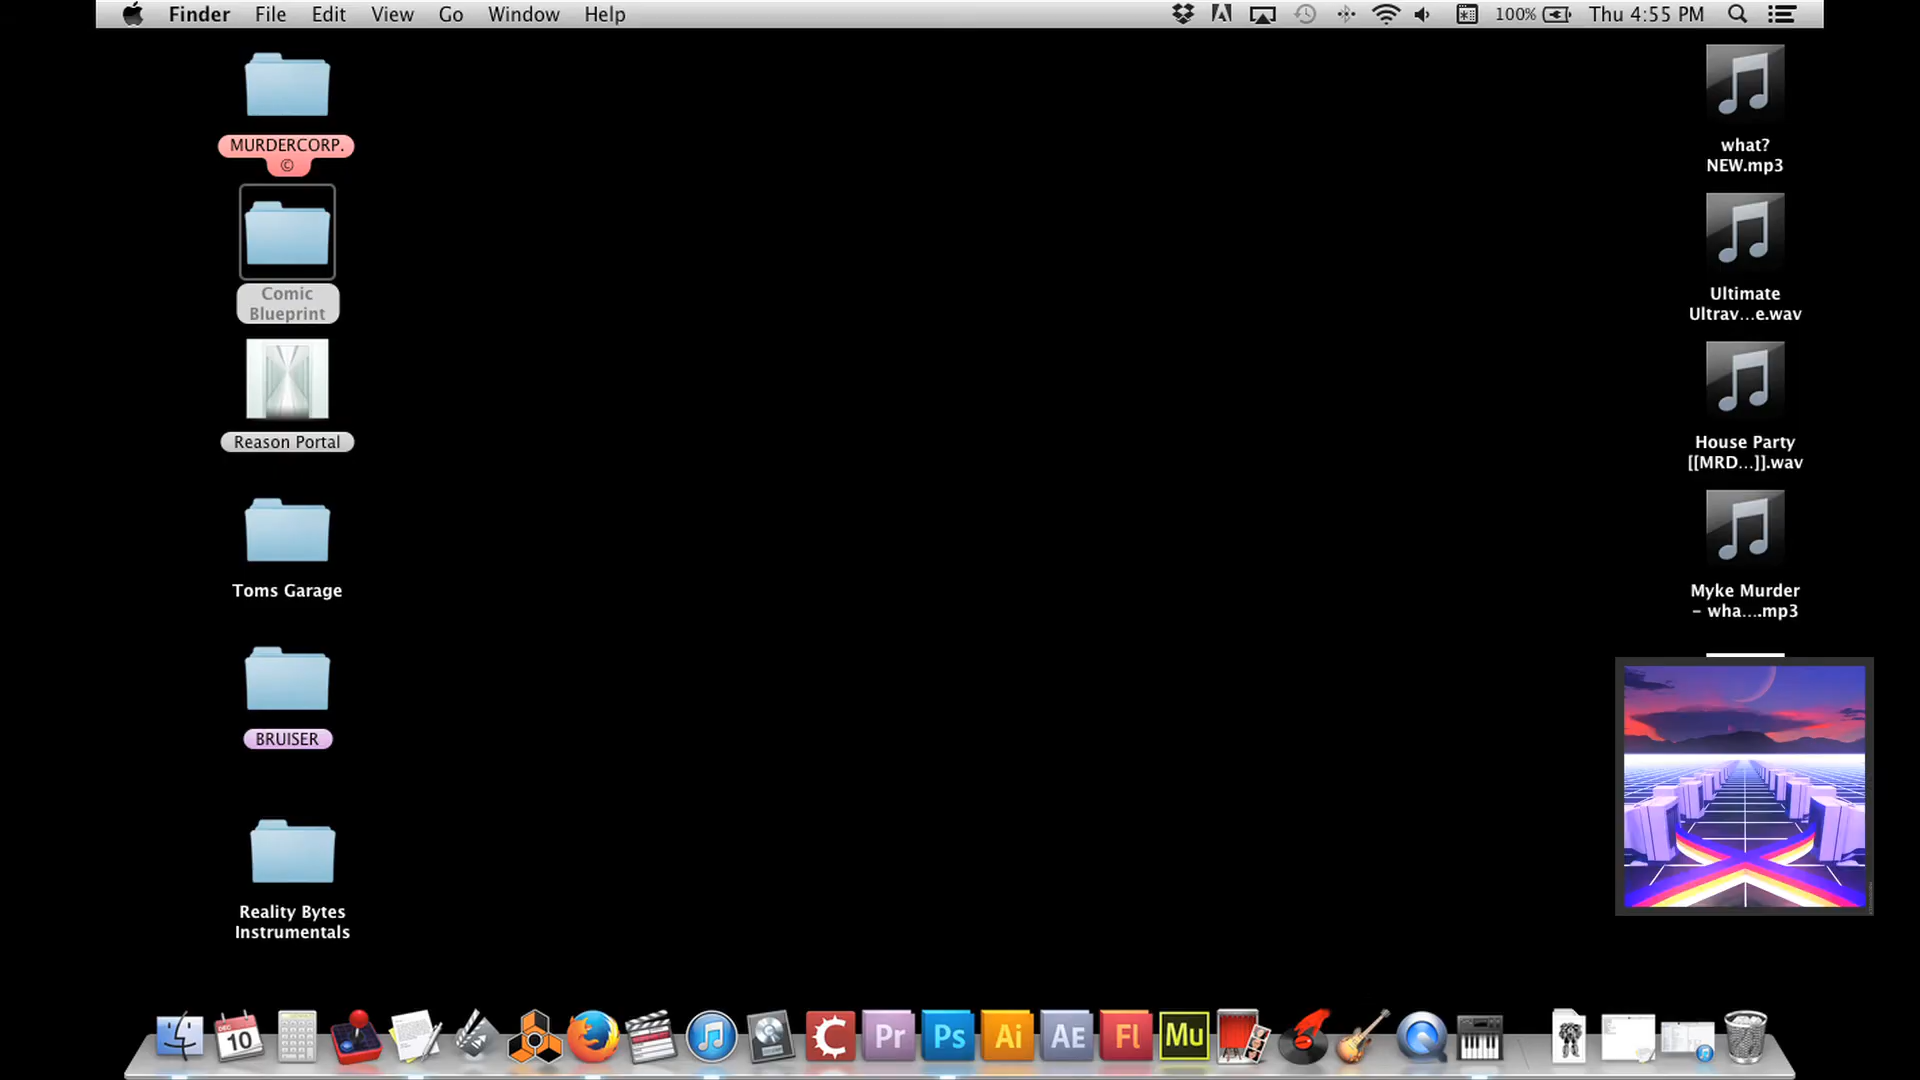 Finder File Edit View Go Window Help 100% Thu 4:55 PM
MURDERCORP.
©
Comic
Blueprint
Reason Portal
Toms Garage
BRUISER
Reality Bytes
Instrumentals
what?
NEW.mp3
Ultimate
Ultrav...e.wav
House Party
[[MRD...]].wav
Myke Murder
- wha....mp3
DEC
10
Pr Ps Ai AE Fl Mu